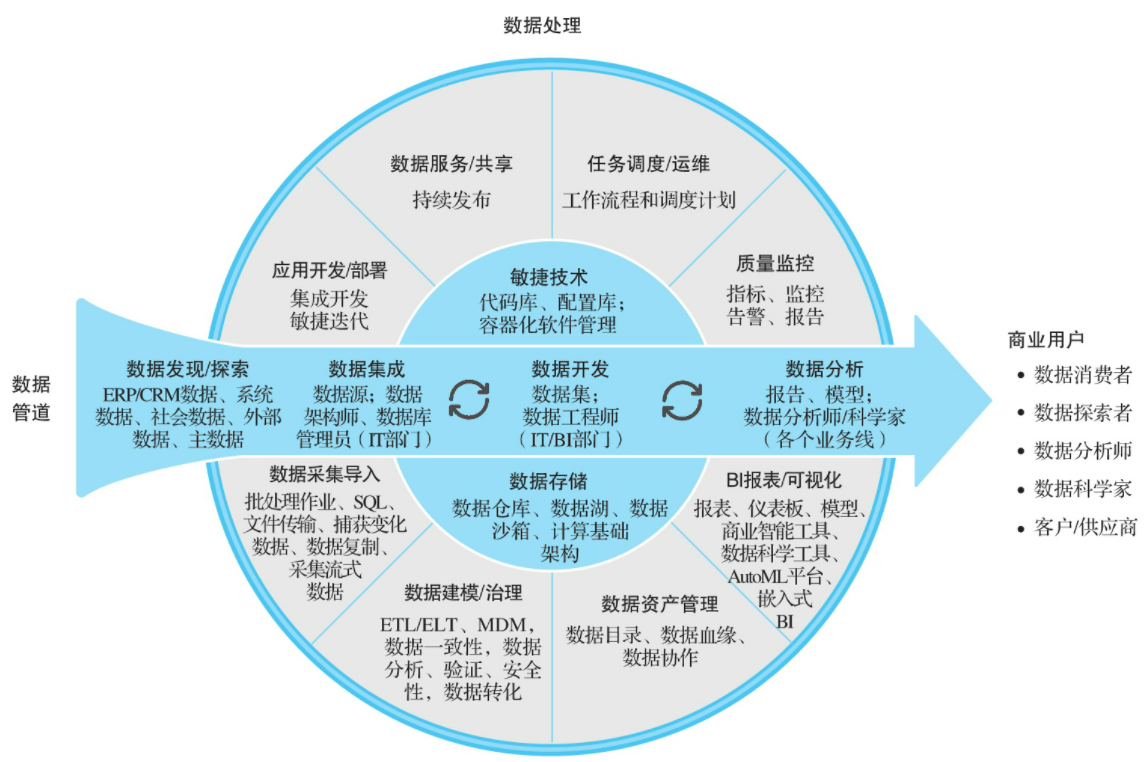 数据处理
数据服务/共享
持续发布
任务调度/运维
工作流程和调度计划
应用开发/部署
集成开发
敏捷迭代
敏捷技术
代码库、配置库；
容器化软件管理
质量监控
指标、监控
告警、报告
数据
管道
数据发现/探索
ERP/CRM数据、系统
数据、社会数据、外部
数据、主数据
数据集成
数据源；数据
架构师、数据库
管理员（IT部门）
数据开发
数据集；
数据工程师
（IT/BI部门）
数据分析
报告、模型；
数据分析师/科学家
（各个业务线）
商业用户
• 数据消费者
• 数据探索者
• 数据分析师
• 数据科学家
• 客户/供应商
数据采集导入
批处理作业、SQL、
文件传输、捕获变化
数据、数据复制、
采集流式
数据
数据存储
数据仓库、数据湖、数据
沙箱、计算基础
架构
BI报表/可视化
报表、仪表板、模型、
商业智能工具、
数据科学工具、
AutoML平台、
嵌入式
BI
数据建模/治理
ETL/ELT、MDM，
数据一致性，数据
分析、验证、安全
性，数据转化
数据资产管理
数据目录、数据血缘、
数据协作